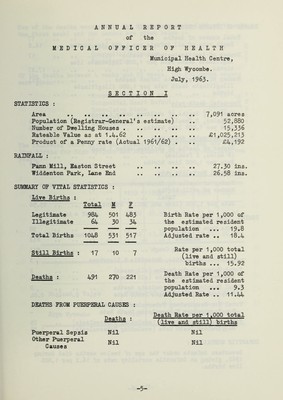 ANNUAL REPORT
of the
MEDICAL OFFICER OF HEALTH
Municipal Health Centre,
High Wycombe.
July, 1963.
SECTION I
STATISTICS :
Area .. .. .. .. .. .. .. .. 7,091 acres
Population (Registrar-General's estimate) .. 52,880
Number of Dwelling Houses . .. .. .. .. 15,336
Rateable Value as at 1.4.62 .. .. .. .. £1,025,213
Product of a Penny rate (Actual 1961/62) . .. £4,192
RAINFALL :
Pann Mill, Easton Street .. .. .. .. 27.30 ins.
Widdenton Park, Lane End .. .. .. .. 26.58 ins.
SUMMARY OF VITAL STATISTICS :
Live Births :
Total M F
Legitimate 984 501 483 Birth Rate per 1,000 of
Illegitimate 64 30 34 the estimated resident
population ... 19.8
Total Births 1048 531 517 Adjusted rate .. 18.4
Still Births : 17 10 7 Rate per 1,000 total
(live and still)
births ... 15.92
Deaths : 491 270 221 Death Rate per 1,000 of
the estimated resident
population ... 9.3
Adjusted Rate .. 11.44
DEATHS FROM PUERPERAL CAUSES :
Deaths : Death Rate per 1,000 total
(live and still) births
Puerperal Sepsis Nil Nil
Other Puerperal
Causes Nil Nil
-5-